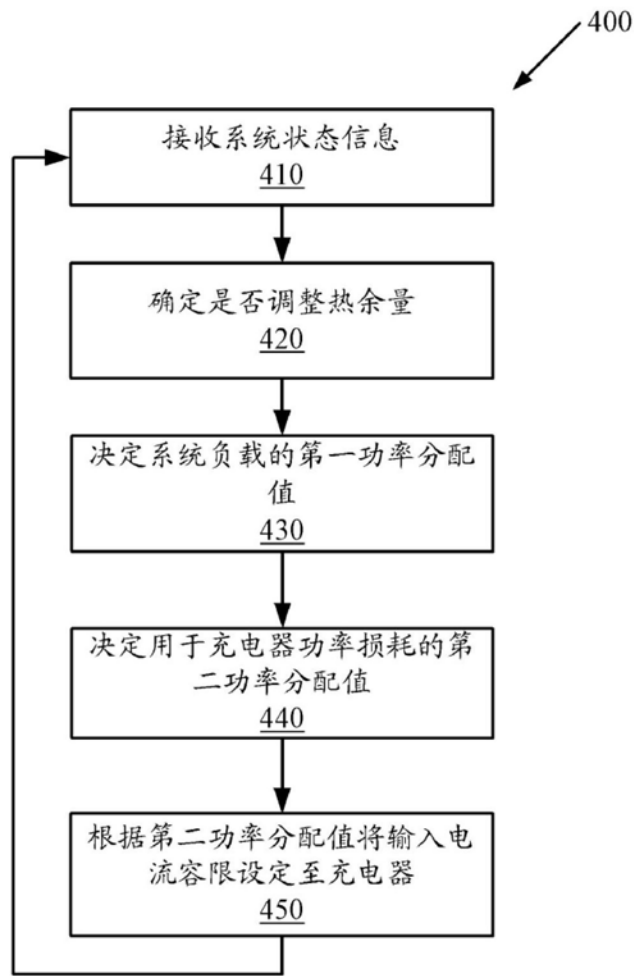 400
接收系统状态信息
410
确定是否调整热余量
420
决定系统负载的第一功率分配
值
430
决定用于充电器功率损耗的第
二功率分配值
440
根据第二功率分配值将输入电
流容限设定至充电器
450